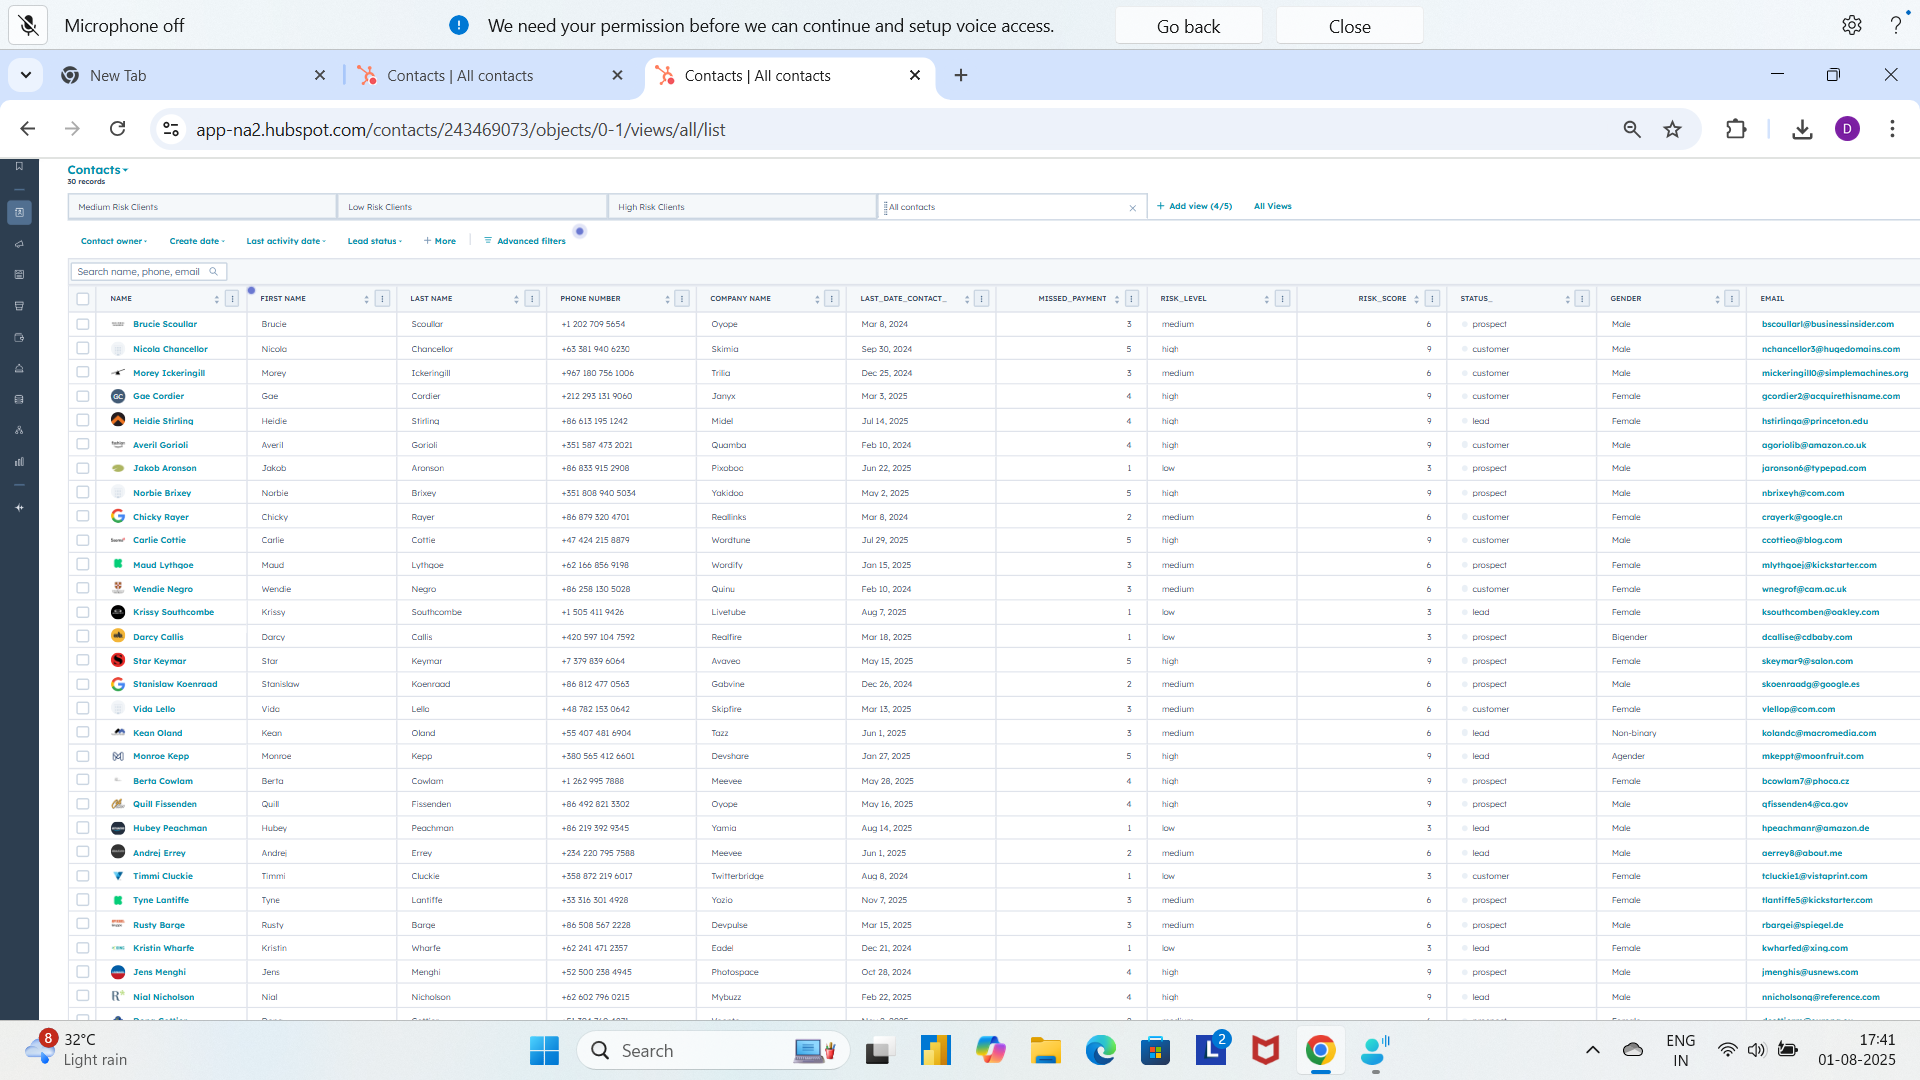 Microphone off
We need your permission before we can continue and setup voice access.
Go back
Close
New Tab
Contacts | All contacts
Contacts | All contacts
app-na2.hubspot.com/contacts/243469073/objects/0-1/views/all/list
D
Contacts
30 records
Medium Risk Clients
Low Risk Clients
High Risk Clients
All contacts
+ Add view (4/5)
All Views
Contact owner
Create date
Last activity date
Lead status
+ More
Advanced filters
Search name, phone, email
NAME FIRST NAME LAST NAME PHONE NUMBER COMPANY NAME LAST_DATE_CONTACT_ MISSED_PAYMENT RISK_LEVEL RISK_SCORE STATUS_ GENDER EMAIL
Brucie Scoullar Brucie Scoullar +1 202 709 5654 Oyope Mar 8, 2024 3 medium 6 prospect Male bscoullarl@businessinsider.com
Nicola Chancellor Nicola Chancellor +63 381 940 6230 Skimia Sep 30, 2024 5 high 9 customer Male nchancellor3@hugedomains.com
Morey Ickeringill Morey Ickeringill +967 180 756 1006 Trilia Dec 25, 2024 3 medium 6 customer Male mickeringill0@simplemachines.org
GC Gae Cordier Gae Cordier +212 293 131 9060 Janyx Mar 3, 2025 4 high 9 customer Female gcordier2@acquirethisname.com
Heidie Stirling Heidie Stirling +86 613 195 1242 Midel Jul 14, 2025 4 high 9 lead Female hstirlinga@princeton.edu
Averil Gorioli Averil Gorioli +351 587 473 2021 Quamba Feb 10, 2024 4 high 9 customer Female agoriolib@amazon.co.uk
Jakob Aronson Jakob Aronson +86 833 915 2908 Pixoboo Jun 22, 2025 1 low 3 prospect Male jaronson6@typepad.com
Norbie Brixey Norbie Brixey +351 808 940 5034 Yakidoo May 2, 2025 5 high 9 prospect Male nbrixeyh@com.com
Chicky Rayer Chicky Rayer +86 879 320 4701 Reallinks Mar 8, 2024 2 medium 6 customer Female crayerk@google.cn
Carlie Cottie Carlie Cottie +47 424 215 8879 Wordtune Jul 29, 2025 5 high 9 customer Male ccottieo@blog.com
Maud Lythgoe Maud Lythgoe +62 166 856 9198 Wordify Jan 15, 2025 3 medium 6 prospect Female mlythgoej@kickstarter.com
Wendie Negro Wendie Negro +86 258 130 5028 Quinu Feb 10, 2024 3 medium 6 customer Female wnegrof@cam.ac.uk
Krissy Southcombe Krissy Southcombe +1 505 411 9426 Livetube Aug 7, 2025 1 low 3 lead Female ksouthcomben@oakley.com
Darcy Callis Darcy Callis +420 597 104 7592 Realfire Mar 18, 2025 1 low 3 prospect Bigender dcallise@cdbaby.com
Star Keymar Star Keymar +7 379 839 6064 Avaveo May 15, 2025 5 high 9 prospect Female skeymar9@salon.com
Stanislaw Koenraad Stanislaw Koenraad +86 812 477 0563 Gabvine Dec 26, 2024 2 medium 6 prospect Male skoenraadg@google.es
Vida Lello Vida Lello +48 782 153 0642 Skipfire Mar 13, 2025 3 medium 6 customer Female vlellop@com.com
Kean Oland Kean Oland +55 407 481 6904 Tazz Jun 1, 2025 3 medium 6 lead Non-binary kolandc@macromedia.com
Monroe Kepp Monroe Kepp +380 565 412 6601 Devshare Jan 27, 2025 5 high 9 lead Agender mkeppt@moonfruit.com
Berta Cowlam Berta Cowlam +1 262 995 7888 Meevee May 28, 2025 4 high 9 prospect Female bcowlam7@phoca.cz
Quill Fissenden Quill Fissenden +86 492 821 3302 Oyope May 16, 2025 4 high 9 prospect Male qfissenden4@ca.gov
Hubey Peachman Hubey Peachman +86 219 392 9345 Yamia Aug 14, 2025 1 low 3 lead Male hpeachmanr@amazon.de
Andrej Errey Andrej Errey +234 220 795 7588 Meevee Jun 1, 2025 2 medium 6 lead Male aerrey8@about.me
Timmi Cluckie Timmi Cluckie +358 872 219 6017 Twitterbridge Aug 8, 2024 1 low 3 customer Female tcluckie1@vistaprint.com
Tyne Lantiffe Tyne Lantiffe +33 316 301 4928 Yozio Nov 7, 2025 3 medium 6 prospect Female tlantiffe5@kickstarter.com
Rusty Barge Rusty Barge +86 508 567 2228 Devpulse Mar 15, 2025 3 medium 6 prospect Male rbargei@spiegel.de
Kristin Wharfe Kristin Wharfe +62 241 471 2357 Eadel Dec 21, 2024 1 low 3 lead Female kwharfed@xing.com
Jens Menghi Jens Menghi +52 500 238 4945 Photospace Oct 28, 2024 4 high 9 prospect Male jmenghis@usnews.com
Nial Nicholson Nial Nicholson +62 602 796 0215 Mybuzz Feb 22, 2025 4 high 9 lead Male nnicholsonq@reference.com
8
32°C
Light rain
Search
2
ENG
IN
17:41
01-08-2025